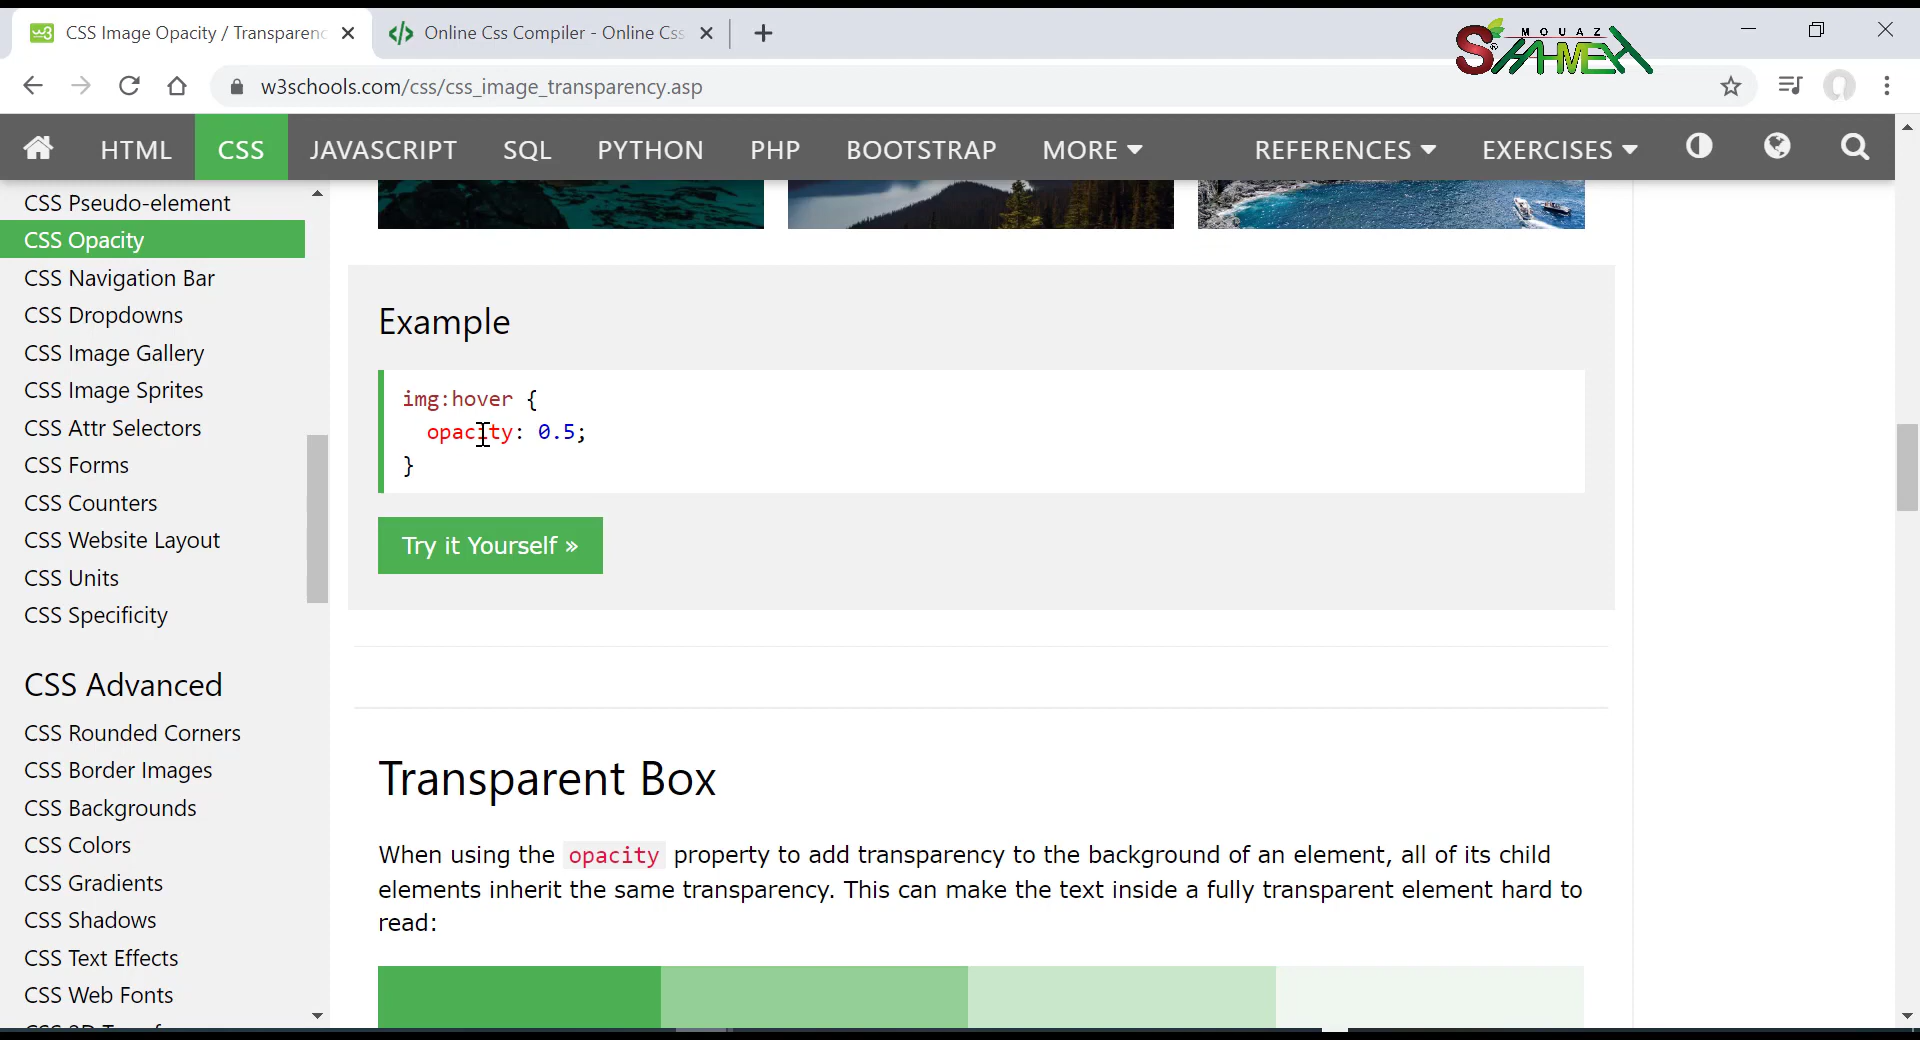 CSS Image Opacity / Transparenc
Online Css Compiler - Online Css
MOUAZ
SHAHMEH
w3schools.com/css/css_image_transparency.asp
HTML CSS JAVASCRIPT SQL PYTHON PHP BOOTSTRAP MORE REFERENCES EXERCISES
CSS Pseudo-element
CSS Opacity
CSS Navigation Bar
CSS Dropdowns
CSS Image Gallery
CSS Image Sprites
CSS Attr Selectors
CSS Forms
CSS Counters
CSS Website Layout
CSS Units
CSS Specificity
CSS Advanced
CSS Rounded Corners
CSS Border Images
CSS Backgrounds
CSS Colors
CSS Gradients
CSS Shadows
CSS Text Effects
CSS Web Fonts
Example
img:hover {
opacity: 0.5;
}
Try it Yourself »
Transparent Box
When using the opacity property to add transparency to the background of an element, all of its child
elements inherit the same transparency. This can make the text inside a fully transparent element hard to
read: